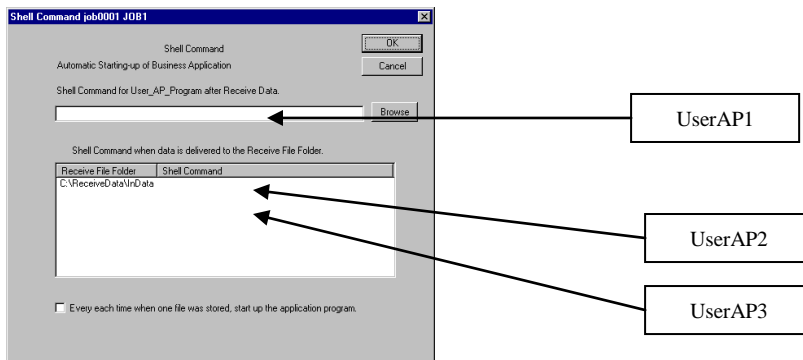 Shell Command job0001 JOB1
Shell Command
OK
Automatic Starting-up of Business Application
Cancel
Shell Command for User_AP_Program after Receive Data.
Browse
UserAP1
Shell Command when data is delivered to the Receive File Folder.
Receive File Folder Shell Command
C:\ReceiveData\InData
UserAP2
UserAP3
Every each time when one file was stored, start up the application program.